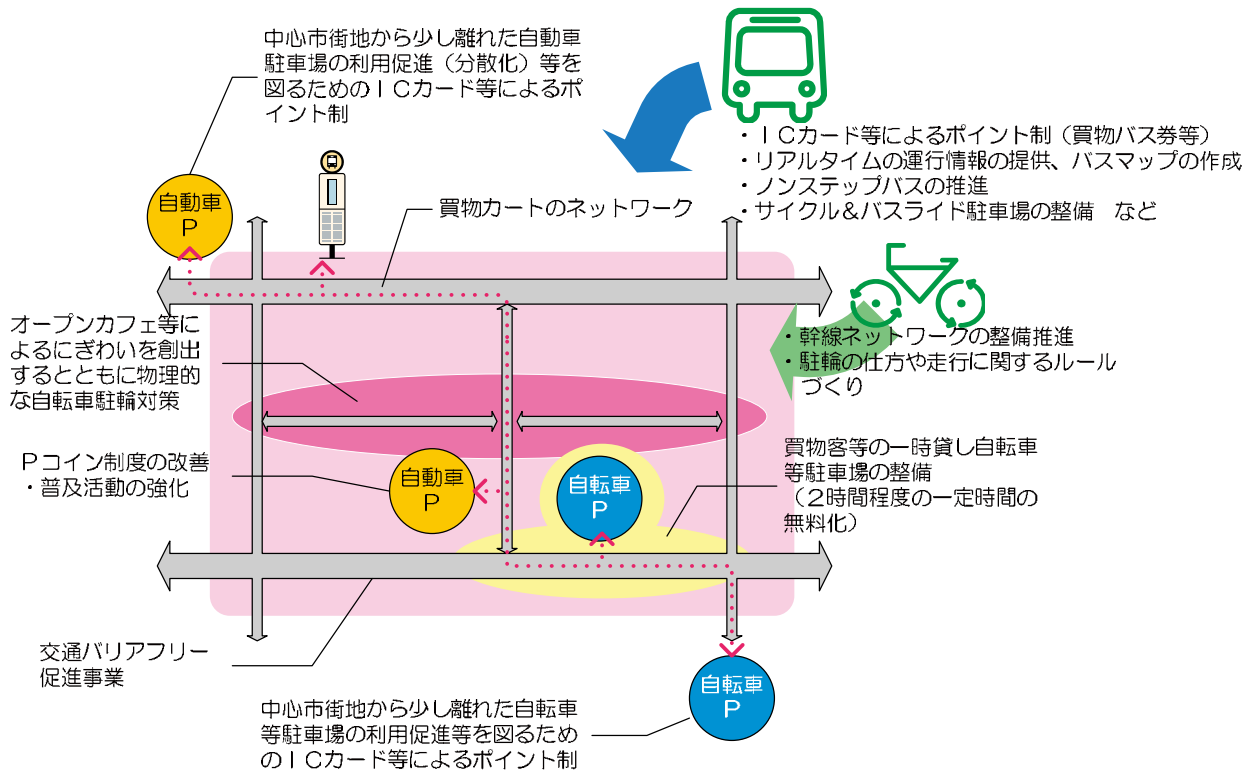 中心市街地から少し離れた自動車
駐車場の利用促進（分散化）等を
図るためのＩＣカード等によるポ
イント制
・ＩＣカード等によるポイント制（買物バス券等）
・リアルタイムの運行情報の提供、バスマップの作成
・ノンステップバスの推進
・サイクル＆バスライド駐車場の整備　など
自動車
Ｐ
買物カートのネットワーク
オープンカフェ等に
よるにぎわいを創出
するとともに物理的
な自転車駐輪対策
・幹線ネットワークの整備推進
・駐輪の仕方や走行に関するルール
づくり
Ｐコイン制度の改善
・普及活動の強化
自動車
Ｐ
自転車
Ｐ
買物客等の一時貸し自転車
等駐車場の整備
（２時間程度の一定時間の
無料化）
交通バリアフリー
促進事業
自転車
Ｐ
中心市街地から少し離れた自転車
等駐車場の利用促進等を図るため
のＩＣカード等によるポイント制